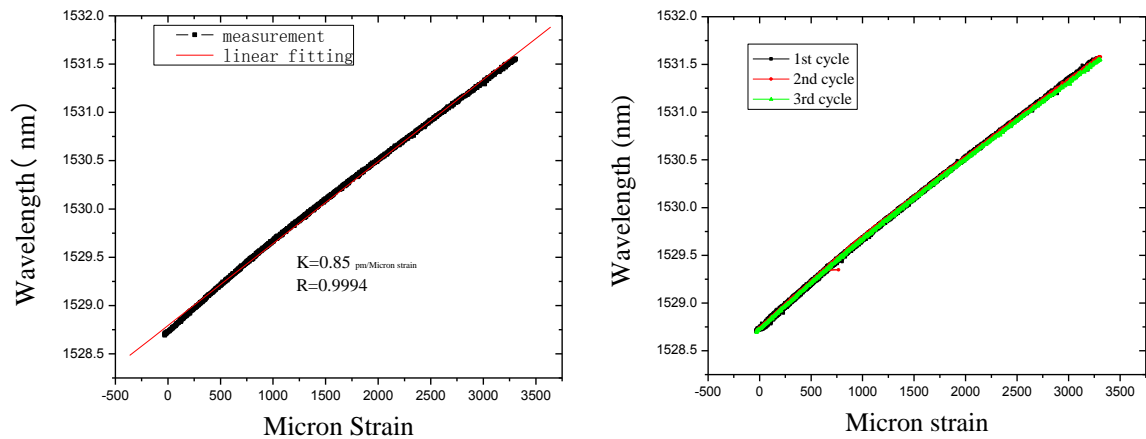 1532.0
1531.5
1531.0
1530.5
1530.0
1529.5
1529.0
1528.5
Wavelength( nm)
measurement
linear fitting
K=0.85 pm/Micron strain
R=0.9994
-500 0 500 1000 1500 2000 2500 3000 3500
Micron Strain
1532.0
1531.5
1531.0
1530.5
1530.0
1529.5
1529.0
1528.5
Wavelength (nm)
1st cycle
2nd cycle
3rd cycle
-500 0 500 1000 1500 2000 2500 3000 3500
Micron strain